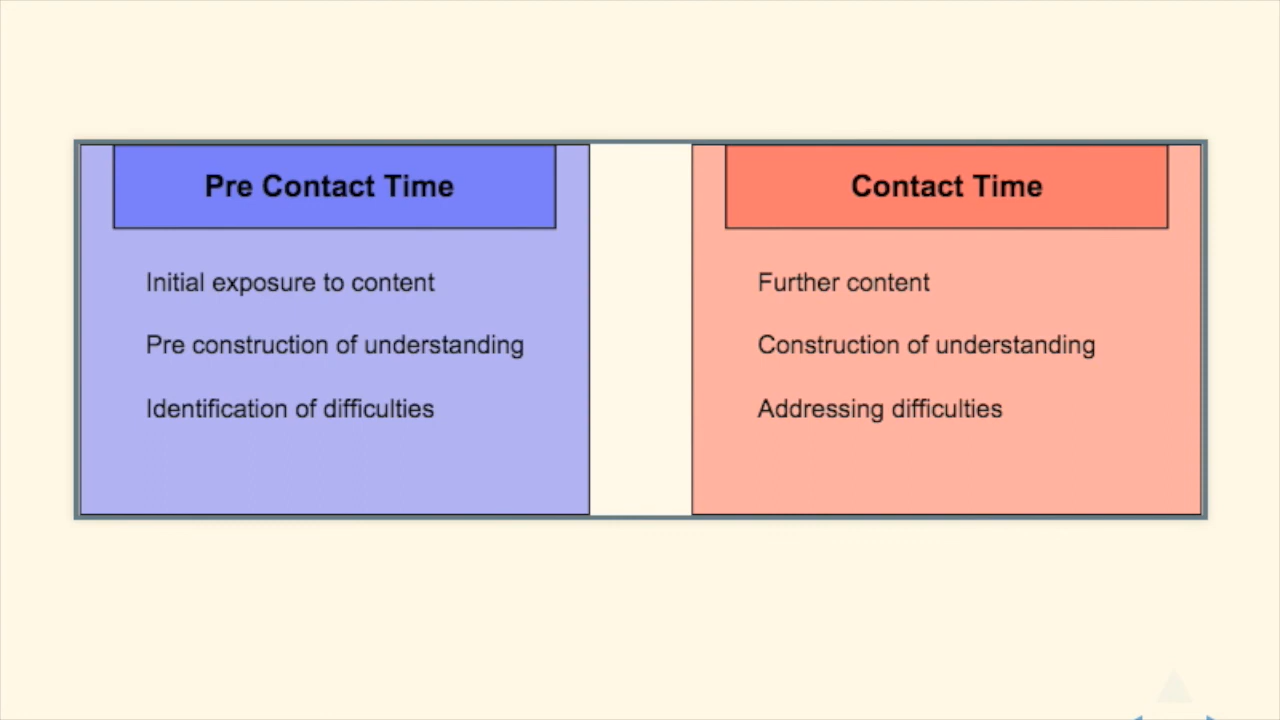 Pre Contact Time
Initial exposure to content
Pre construction of understanding
Identification of difficulties
Contact Time
Further content
Construction of understanding
Addressing difficulties